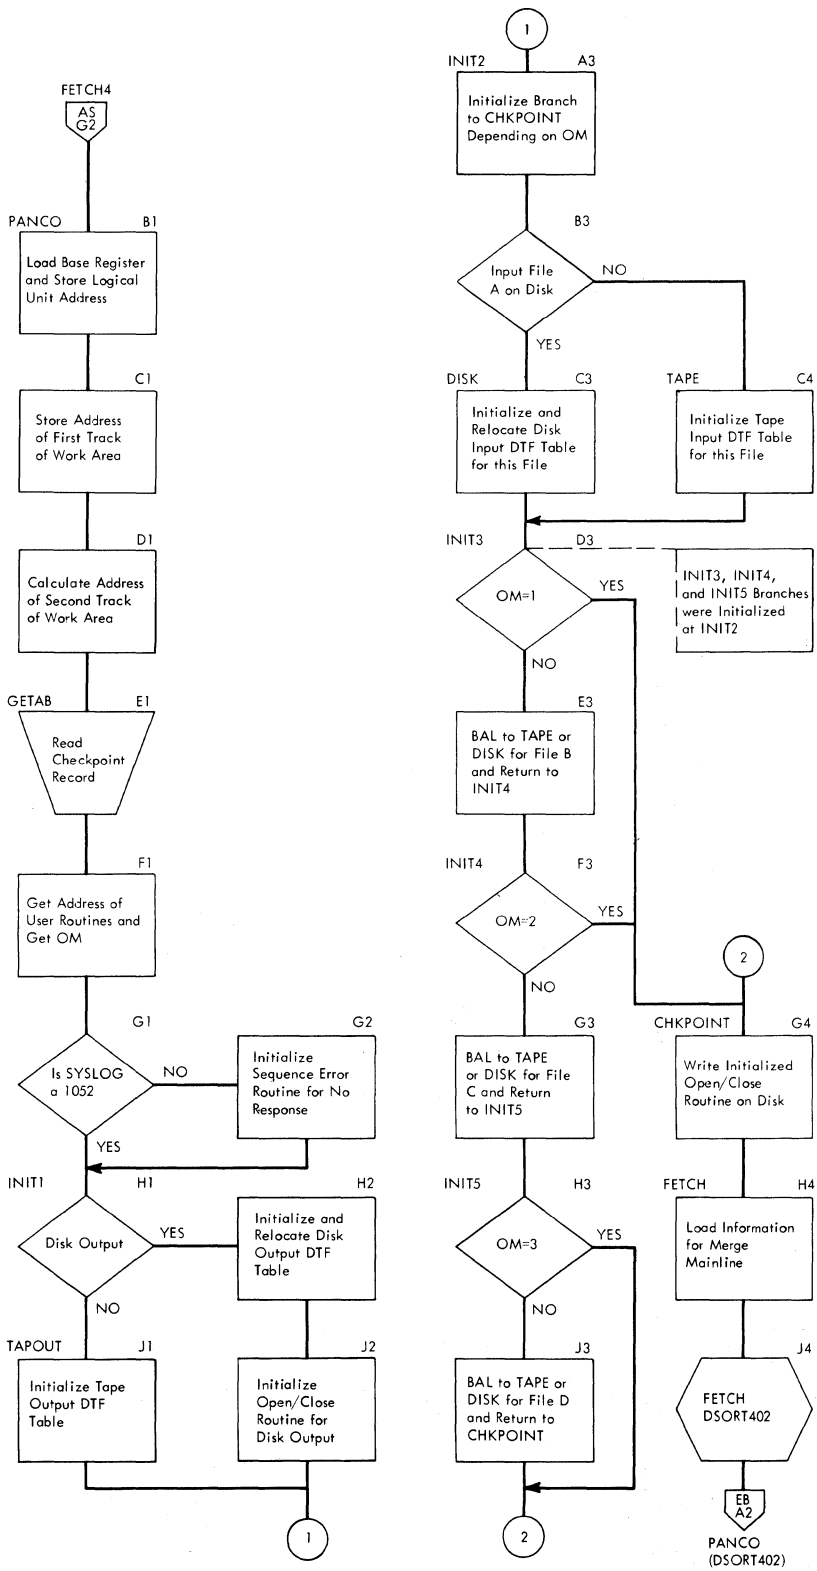 FETCH4
AS
G2
PANCO B1
Load Base Register
and Store Logical
Unit Address
C1
Store Address
of First Track
of Work Area
D1
Calculate Address
of Second Track
of Work Area
GETAB E1
Read
Checkpoint
Record
F1
Get Address of
User Routines and
Get OM
G1
Is SYSLOG
a 1052
NO
YES
G2
Initialize
Sequence Error
Routine for No
Response
INIT1 H1
Disk Output
YES
NO
H2
Initialize and
Relocate Disk
Output DTF
Table
TAPOUT J1
Initialize Tape
Output DTF
Table
J2
Initialize
Open/Close
Routine for
Disk Output
1
1
INIT2 A3
Initialize Branch
to CHKPOINT
Depending on OM
B3
Input File
A on Disk
NO
YES
DISK C3
Initialize and
Relocate Disk
Input DTF Table
for this File
TAPE C4
Initialize Tape
Input DTF Table
for this File
INIT3 D3
OM=1
YES
NO
INIT3, INIT4,
and INIT5 Branches
were Initialized
at INIT2
E3
BAL to TAPE or
DISK for File B
and Return to
INIT4
INIT4 F3
OM=2
YES
NO
G3
BAL to TAPE
or DISK for File
C and Return
to INIT5
INIT5 H3
OM=3
YES
NO
J3
BAL to TAPE or
DISK for File D
and Return to
CHKPOINT
2
2
CHKPOINT G4
Write Initialized
Open/Close
Routine on Disk
FETCH H4
Load Information
for Merge
Mainline
J4
FETCH
DSORT402
EB
A2
PANCO
(DSORT402)